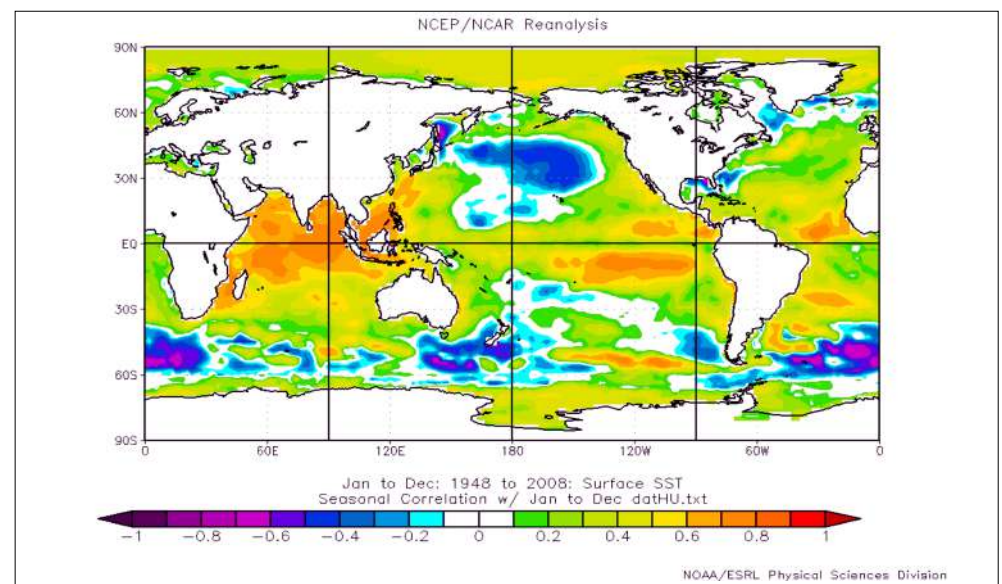 NCEP/NCAR Reanalysis
90N
60N
30N
EQ
30S
60S
90S
0 60E 120E 180 120W 60W 0
Jan to Dec: 1948 to 2008: Surface SST
Seasonal Correlation w/ Jan to Dec datHU.txt
-1 -0.8 -0.6 -0.4 -0.2 0 0.2 0.4 0.6 0.8 1
NOAA/ESRL Physical Sciences Division